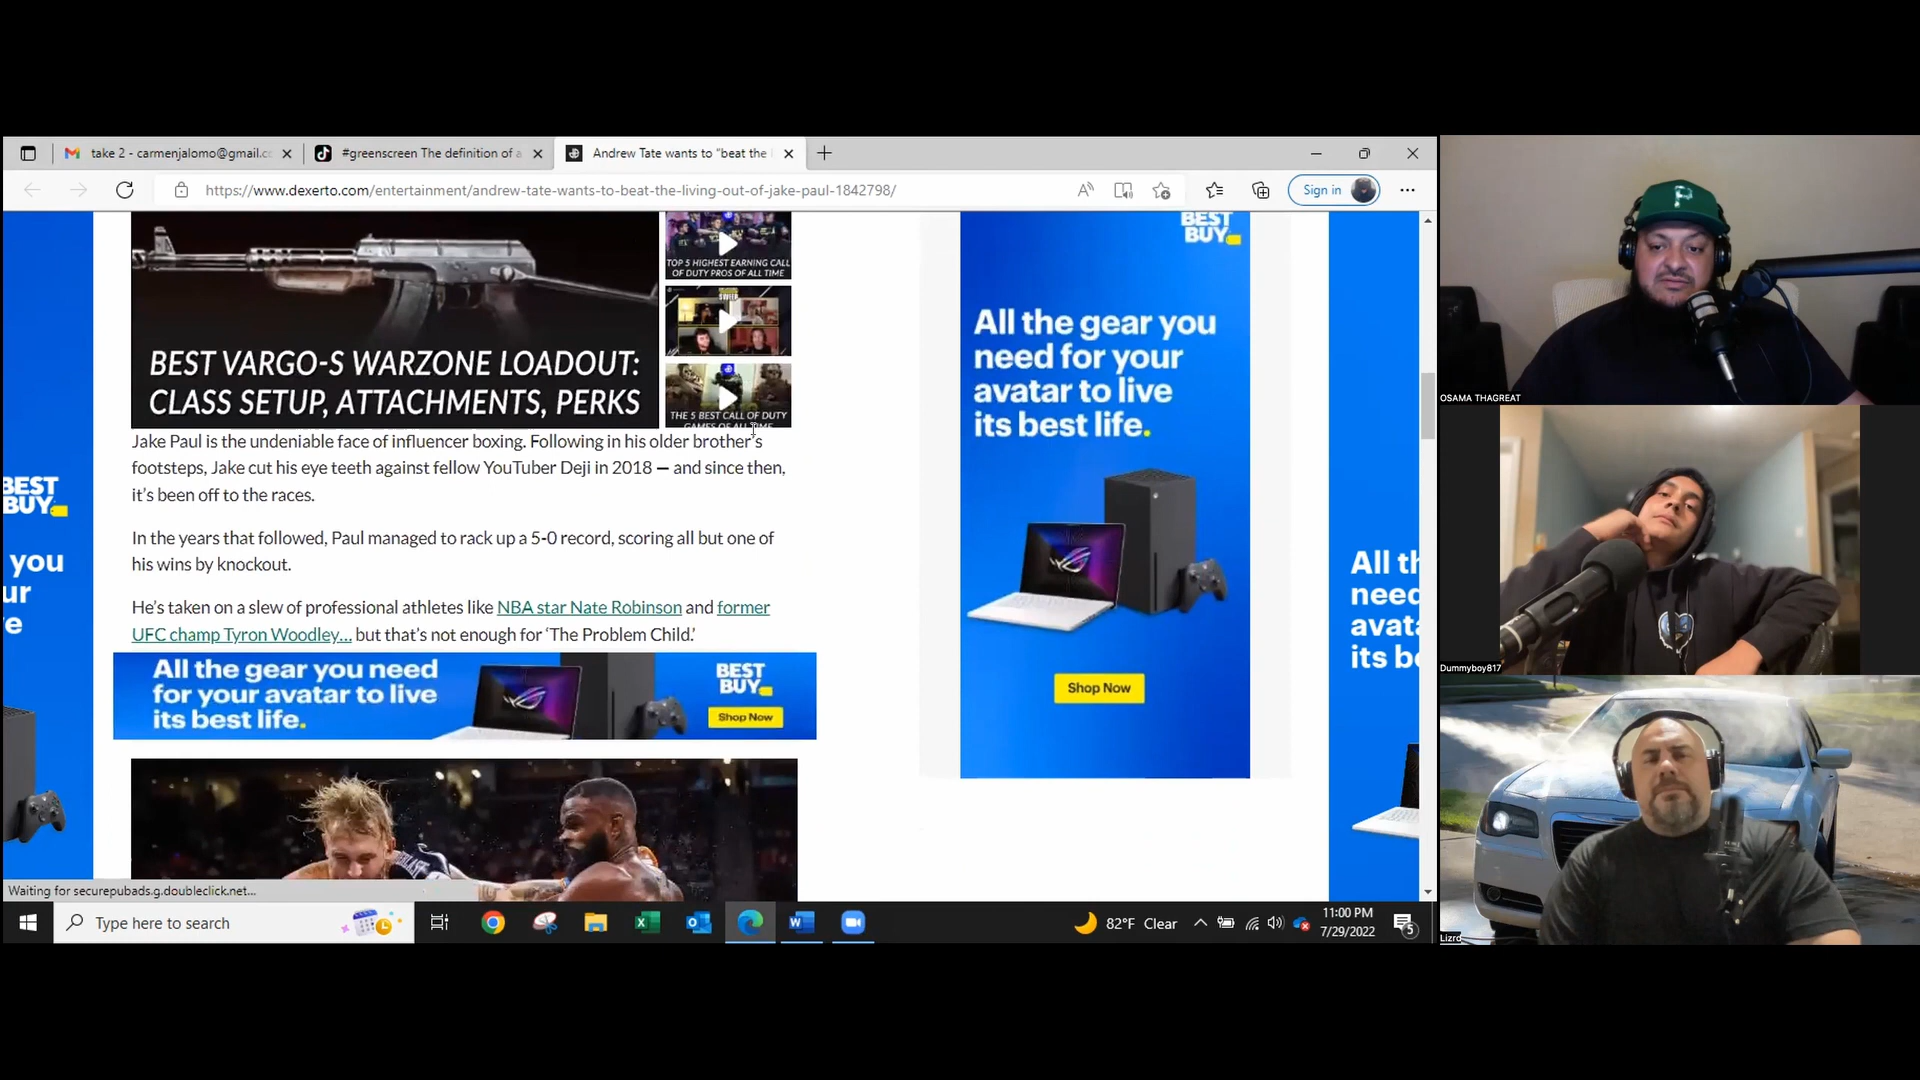 take 2 - carmenjalomo@gmail.c
#greenscreen The definition of a
Andrew Tate wants to "beat the
https://www.dexerto.com/entertainment/andrew-tate-wants-to-beat-the-living-out-of-jake-paul-1842798/
Sign in
BEST VARGO-S WARZONE LOADOUT:
CLASS SETUP, ATTACHMENTS, PERKS
TOP 5 HIGHEST EARNING CALL
OF DUTY PROS OF ALL TIME
SWEEP
THE 5 BEST CALL OF DUTY
GAMES OF ALL TIME
Jake Paul is the undeniable face of influencer boxing. Following in his older brother's
footsteps, Jake cut his eye teeth against fellow YouTuber Deji in 2018 — and since then,
it's been off to the races.
In the years that followed, Paul managed to rack up a 5-0 record, scoring all but one of
his wins by knockout.
He's taken on a slew of professional athletes like NBA star Nate Robinson and former
UFC champ Tyron Woodley... but that's not enough for 'The Problem Child.'
All the gear you need
for your avatar to live
its best life.
BEST
BUY
Shop Now
BEST
BUY
you
ur
e
BEST
BUY
All the gear you
need for your
avatar to live
its best life.
Shop Now
All th
need
avata
its be
Waiting for securepubads.g.doubleclick.net...
Type here to search
82°F Clear
11:00 PM
7/29/2022
5
OSAMA THAGREAT
Dummyboy817
Lizrd